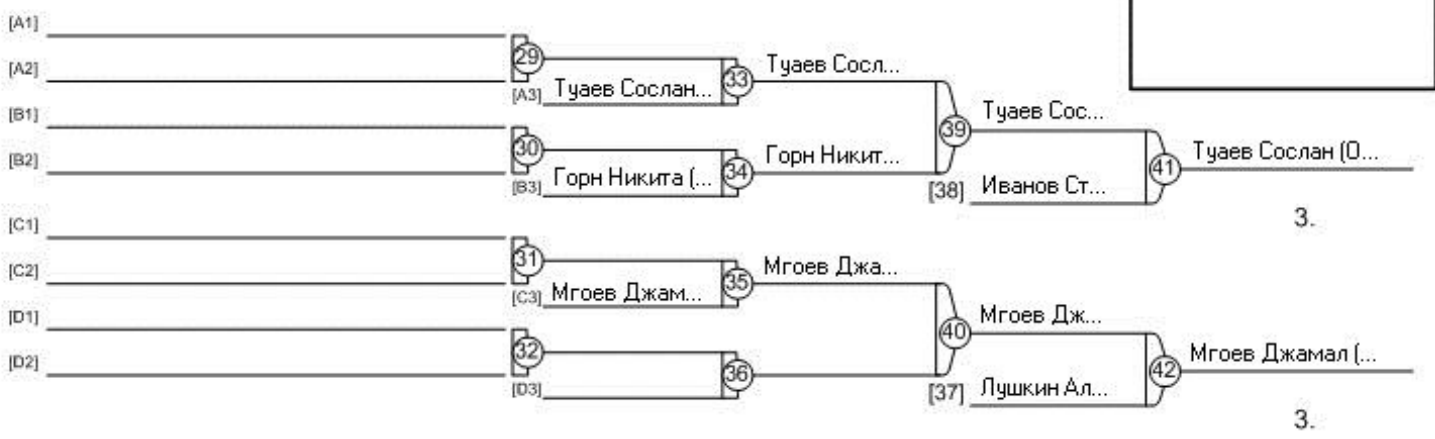 [A1]
[A2]
29
[A3] Туаев Сослан...
33
Туаев Сосл...
[B1]
[B2]
30
[B3] Горн Никита (...
34
Горн Никит...
39
Туаев Сос...
[38] Иванов Ст...
41
Туаев Сослан (О...
3.
[C1]
[C2]
31
[C3] Мгоев Джам...
35
Мгоев Джа...
[D1]
[D2]
32
[D3]
36
40
Мгоев Дж...
[37] Лушкин Ал...
42
Мгоев Джамал (...
3.